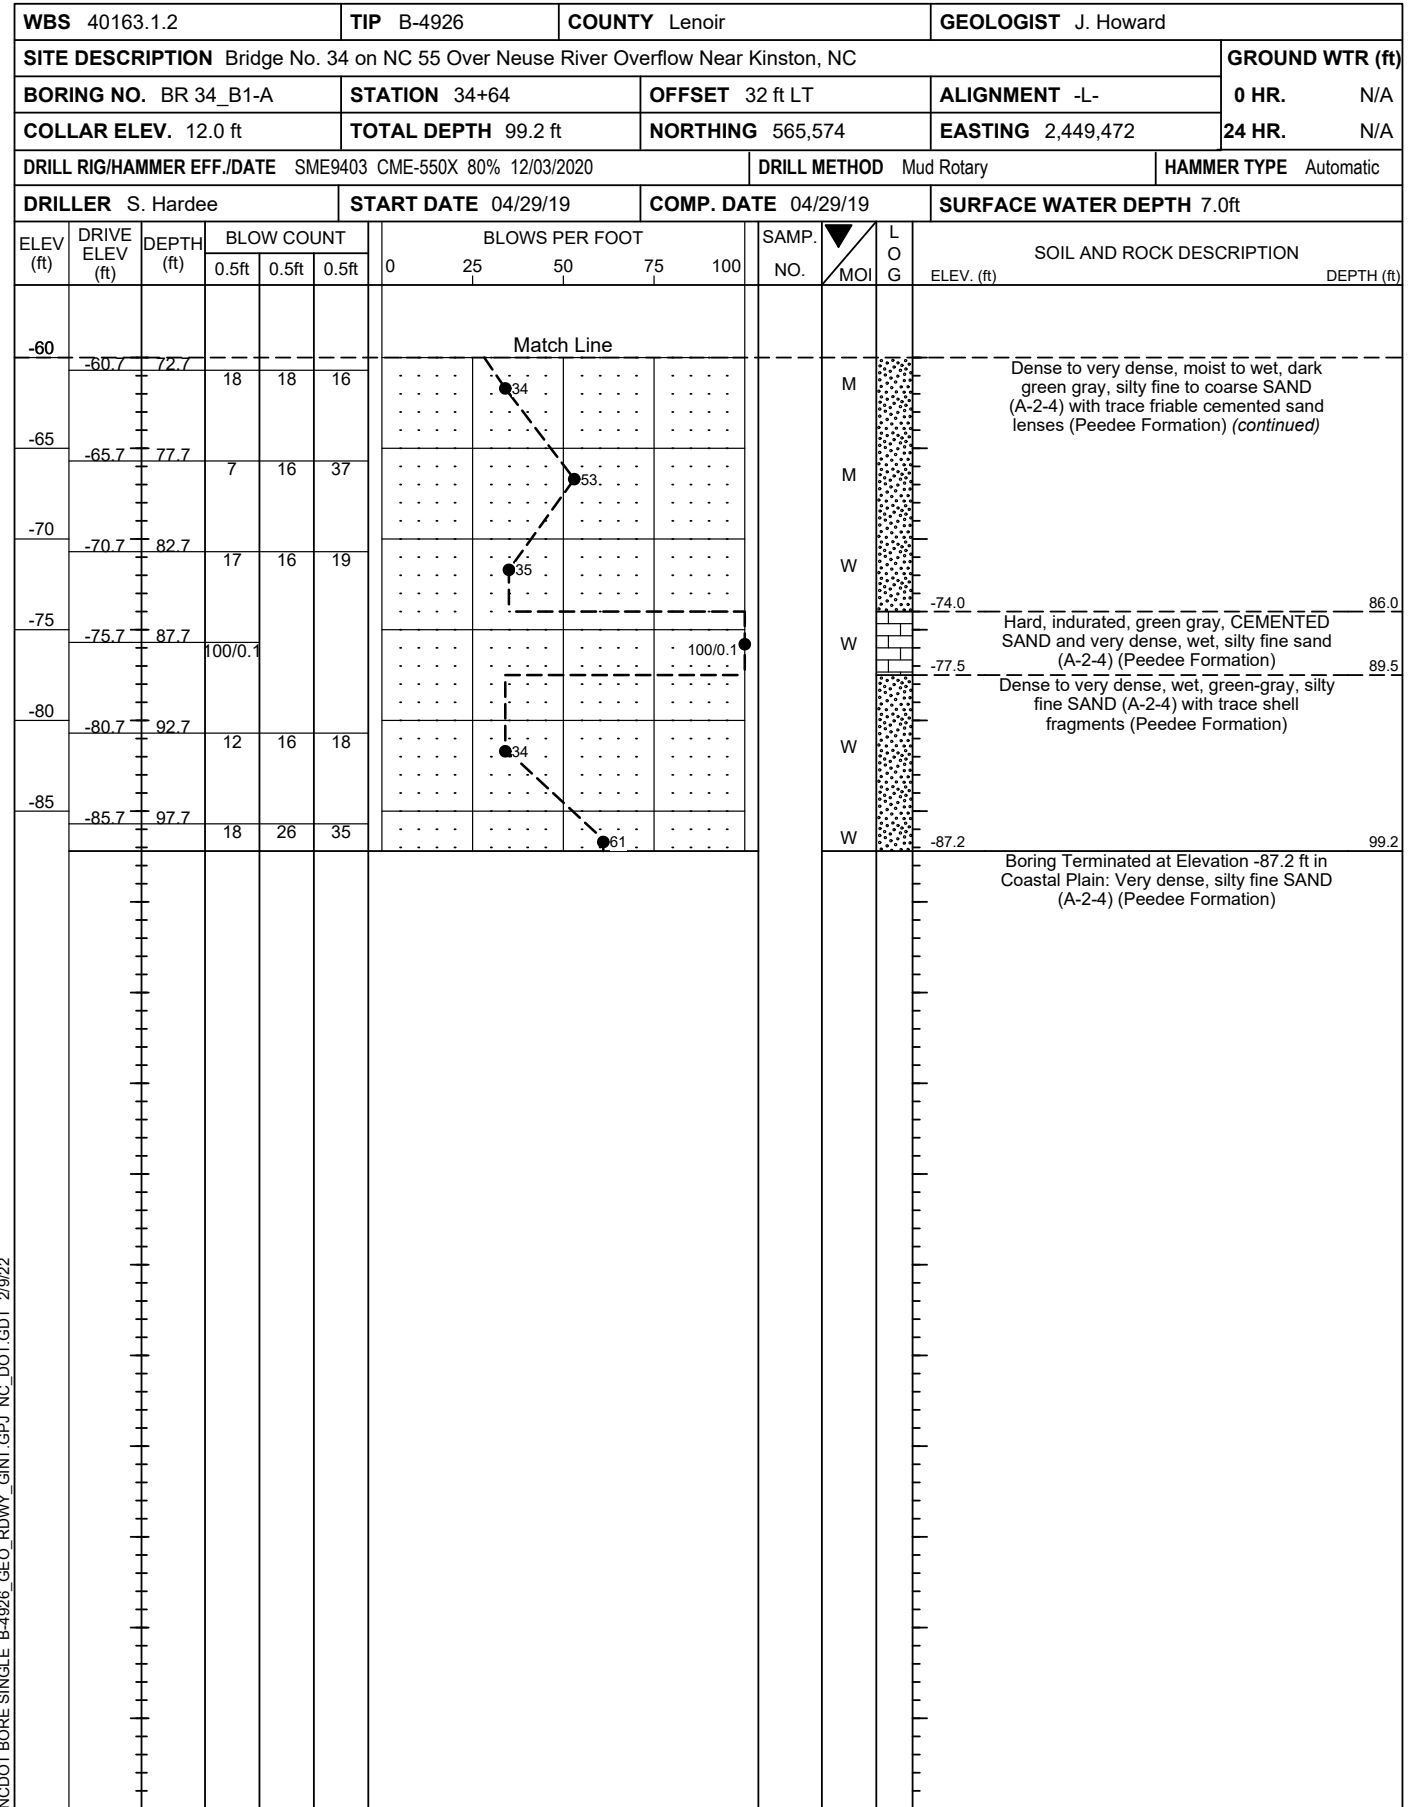 WBS 40163.1.2 TIP B-4926 COUNTY Lenoir GEOLOGIST J. Howard
SITE DESCRIPTION Bridge No. 34 on NC 55 Over Neuse River Overflow Near Kinston, NC GROUND WTR (ft)
BORING NO. BR 34_B1-A STATION 34+64 OFFSET 32 ft LT ALIGNMENT -L- 0 HR. N/A
COLLAR ELEV. 12.0 ft TOTAL DEPTH 99.2 ft NORTHING 565,574 EASTING 2,449,472 24 HR. N/A
DRILL RIG/HAMMER EFF./DATE SME9403 CME-550X 80% 12/03/2020 DRILL METHOD Mud Rotary HAMMER TYPE Automatic
DRILLER S. Hardee START DATE 04/29/19 COMP. DATE 04/29/19 SURFACE WATER DEPTH 7.0ft
ELEV (ft) DRIVE ELEV (ft) DEPTH (ft) BLOW COUNT BLOWS PER FOOT SAMP. NO. MOI LOG SOIL AND ROCK DESCRIPTION
0.5ft 0.5ft 0.5ft 0 25 50 75 100 ELEV. (ft) DEPTH (ft)
Match Line
-60
-60.7 72.7
18 18 16 34 M
Dense to very dense, moist to wet, dark
green gray, silty fine to coarse SAND
(A-2-4) with trace friable cemented sand
lenses (Peedee Formation) (continued)
-65
-65.7 77.7
7 16 37 53 M
-70
-70.7 82.7
17 16 19 35 W
-74.0 86.0
-75
-75.7 87.7
100/0.1 100/0.1 W
Hard, indurated, green gray, CEMENTED
SAND and very dense, wet, silty fine sand
(A-2-4) (Peedee Formation)
-77.5 89.5
Dense to very dense, wet, green-gray, silty
fine SAND (A-2-4) with trace shell
fragments (Peedee Formation)
-80
-80.7 92.7
12 16 18 34 W
-85
-85.7 97.7
18 26 35 61 W
-87.2 99.2
Boring Terminated at Elevation -87.2 ft in
Coastal Plain: Very dense, silty fine SAND
(A-2-4) (Peedee Formation)
NCDOT BORE SINGLE B-4926_GEO_RDWY_GINT.GPJ NC_DOT.GDT 2/9/22